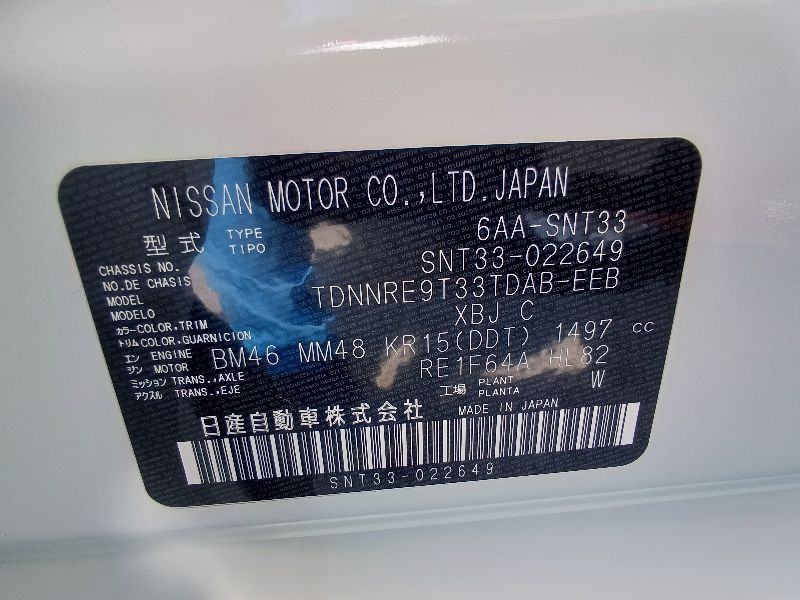 NISSAN MOTOR CO.,LTD.JAPAN
型式 TYPE TIPO 6AA-SNT33
CHASSIS NO. NO.DE CHASIS SNT33-022649
MODEL MODELO TDNNRE9T33TDAB-EEB
カラー COLOR,TRIM トリム COLOR,GUARNICION XBJ C
エン ENGINE ジン MOTOR BM46 MM48 KR15(DDT) 1497 cc
ミッション TRANS.,AXLE アクスル TRANS.,EJE RE1F64A HL82
工場 PLANT PLANTA W
日産自動車株式会社 MADE IN JAPAN
SNT33-022649